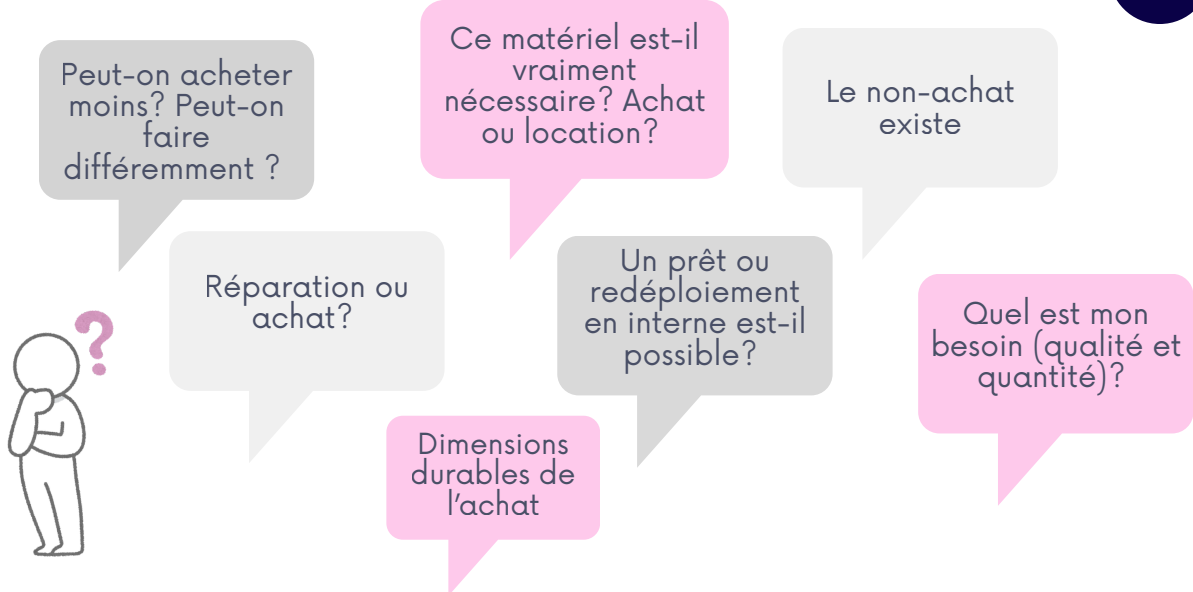 Peut-on acheter
moins? Peut-on
faire
différemment ?
Ce matériel est-il
vraiment
nécessaire? Achat
ou location?
Le non-achat
existe
Réparation ou
achat?
Un prêt ou
redéploiement
en interne est-il
possible?
Quel est mon
besoin (qualité et
quantité)?
Dimensions
durables de
l'achat
?